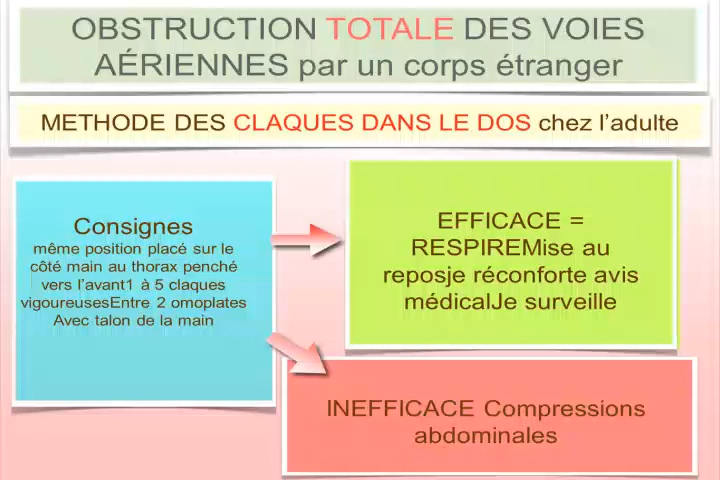 OBSTRUCTION TOTALE DES VOIES
AÉRIENNES par un corps étranger
METHODE DES CLAQUES DANS LE DOS chez l'adulte
Consignes
même position placé sur le
côté main au thorax penché
vers l'avant1 à 5 claques
vigoureusesEntre 2 omoplates
Avec talon de la main
EFFICACE =
RESPIREMise au
reposje réconforte avis
médicalJe surveille
INEFFICACE Compressions
abdominales